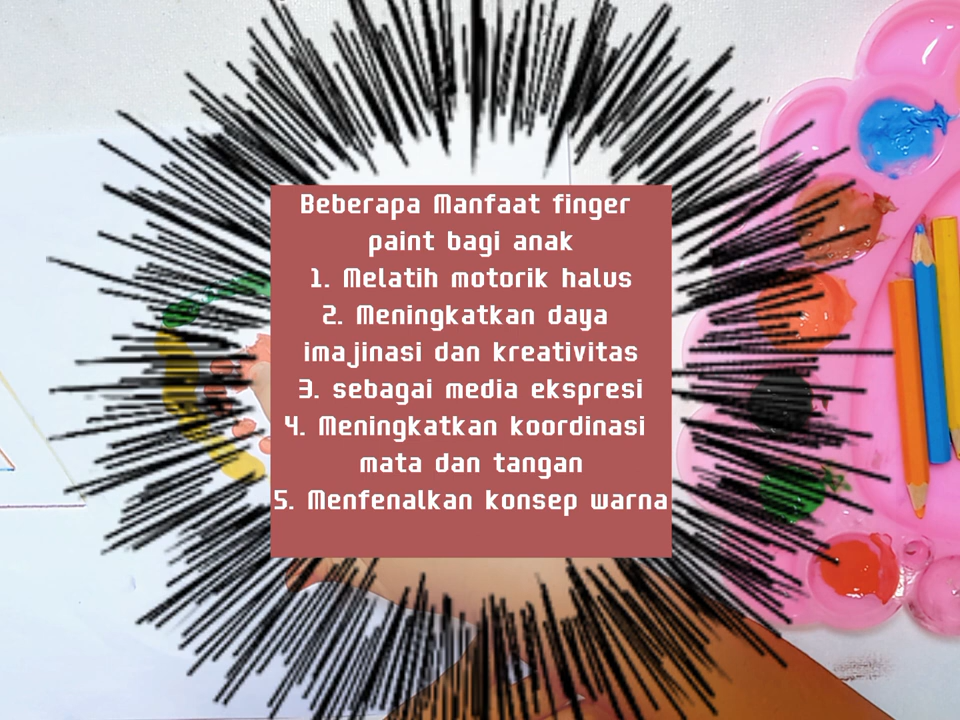 Beberapa Manfaat finger
paint bagi anak
1. Melatih motorik halus
2. Meningkatkan daya
imajinasi dan kreativitas
3. sebagai media ekspresi
4. Meningkatkan koordinasi
mata dan tangan
5. Menfenalkan konsep warna